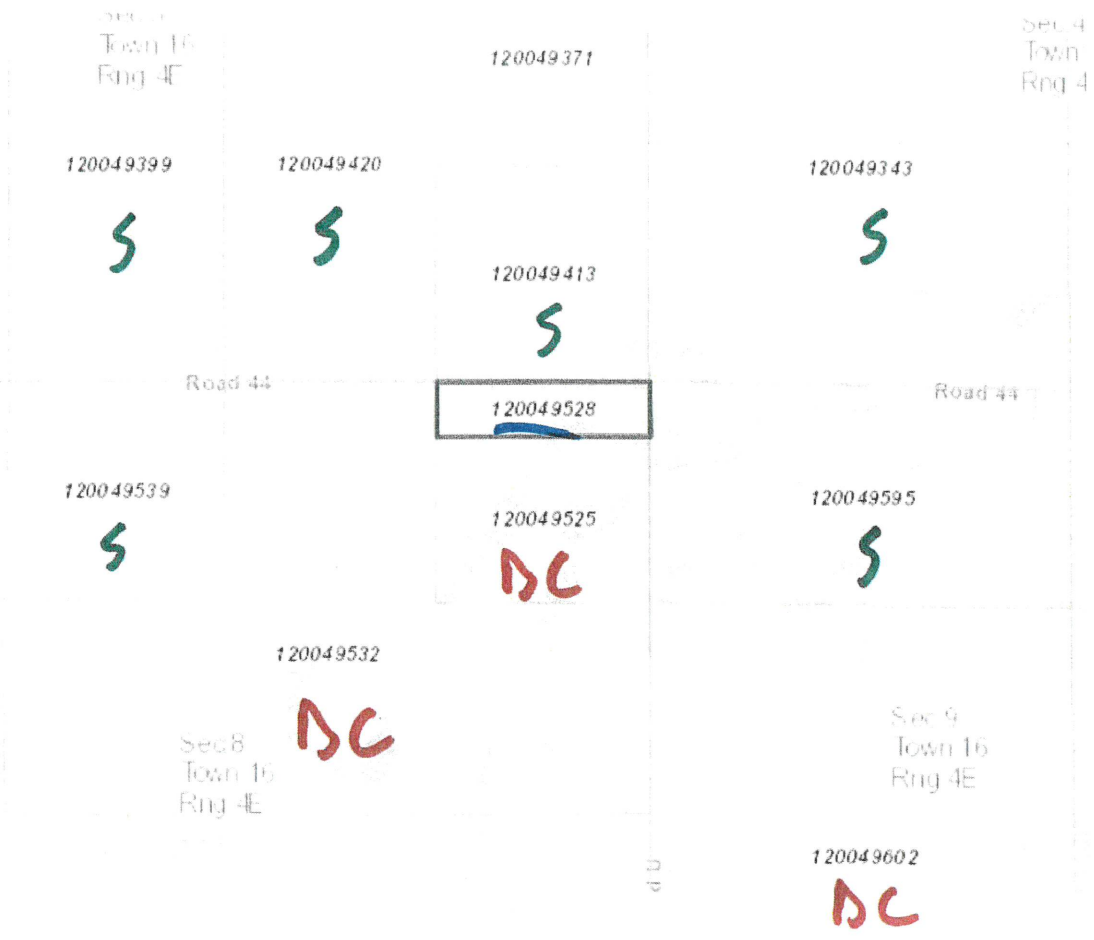 Town 16
Rng 4E
120049371
Sec 4
Town
Rng 4
120049399
120049420
120049343
S
S
S
120049413
S
Road 44
Road 44
120049528
120049539
120049525
120049595
S
DC
S
120049532
DC
Sec 8
Town 16
Rng 4E
Sec 9
Town 16
Rng 4E
120049602
DC